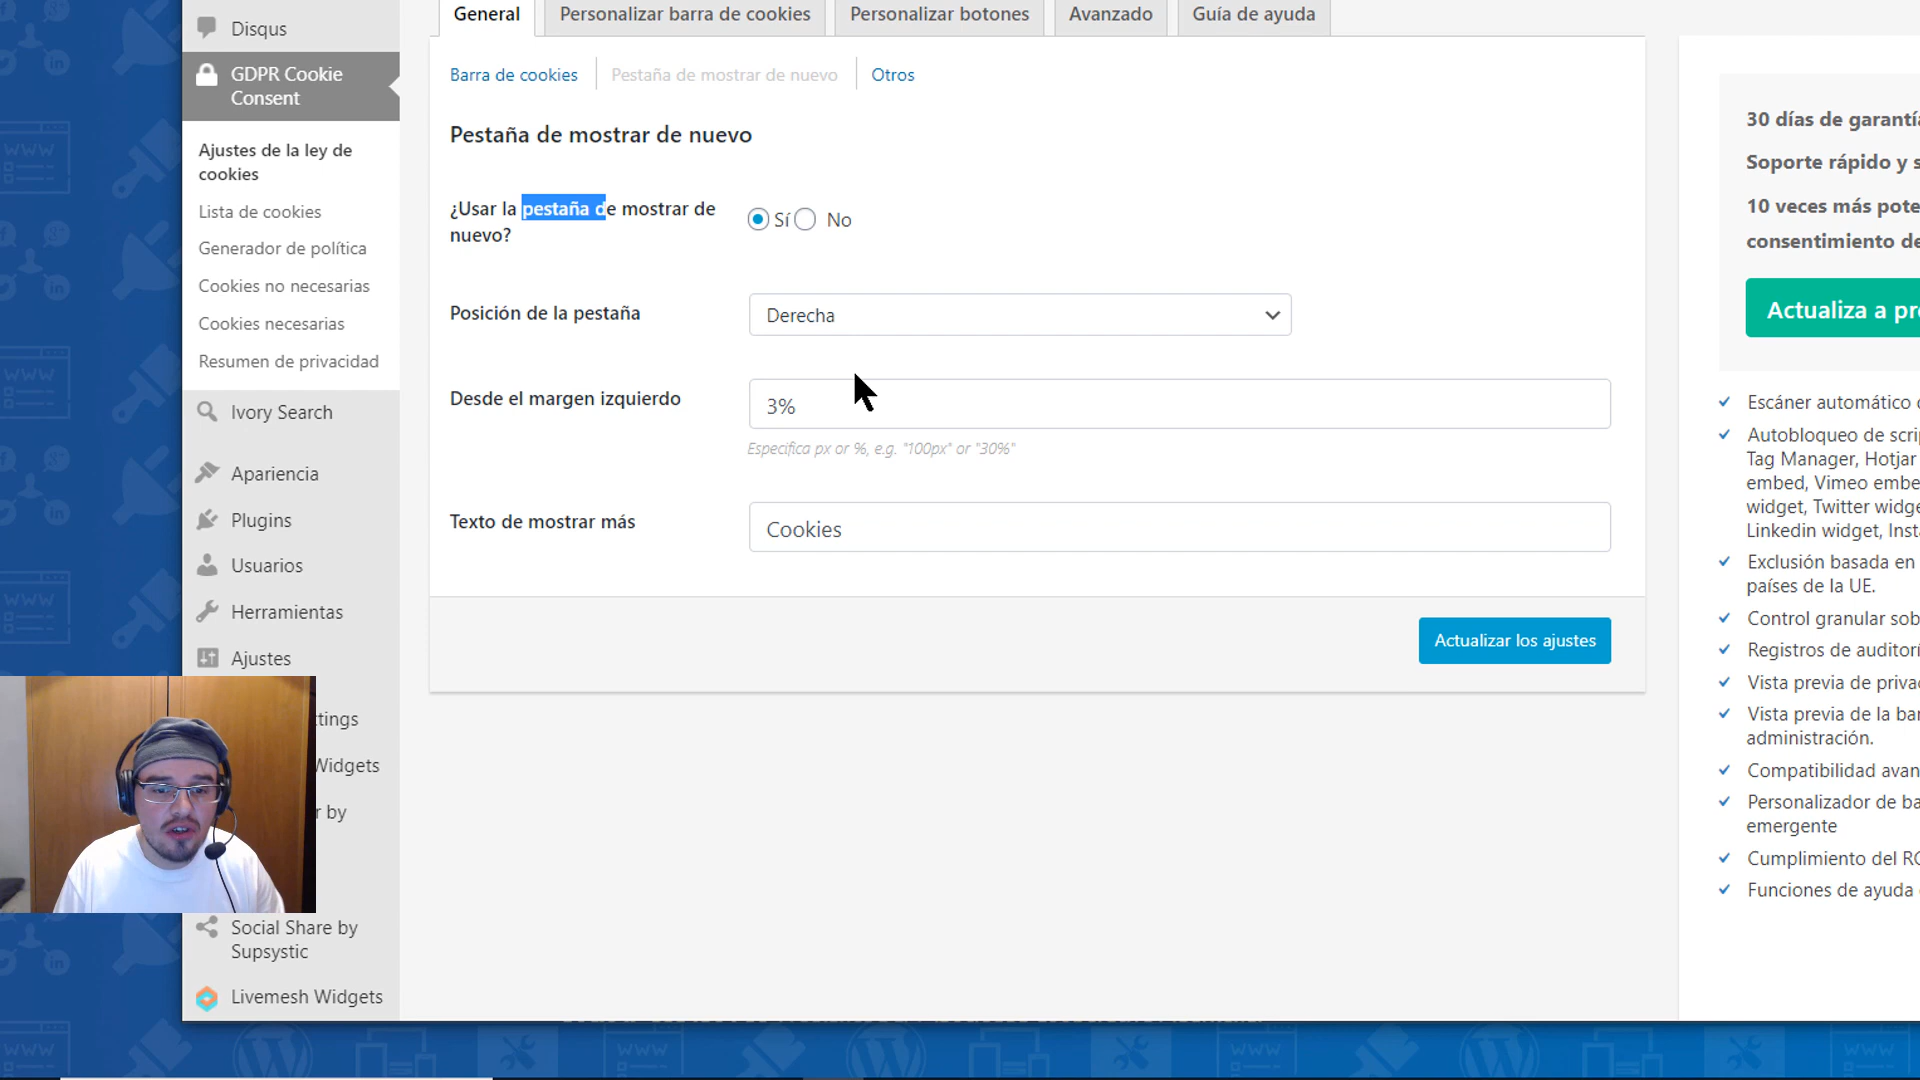 General
Personalizar barra de cookies
Personalizar botones
Avanzado
Guía de ayuda
Disqus
GDPR Cookie
Consent
Ajustes de la ley de
cookies
Lista de cookies
Generador de política
Cookies no necesarias
Cookies necesarias
Resumen de privacidad
Ivory Search
Apariencia
Plugins
Usuarios
Herramientas
Ajustes
ttings
Widgets
r by
Social Share by
Supsystic
Livemesh Widgets
Barra de cookies
Pestaña de mostrar de nuevo
Otros
Pestaña de mostrar de nuevo
¿Usar la pestaña de mostrar de
nuevo?
Sí
No
Posición de la pestaña
Derecha
Desde el margen izquierdo
3%
Especifica px or %, e.g. "100px" or "30%"
Texto de mostrar más
Cookies
Actualizar los ajustes
30 días de garantía
Soporte rápido y s
10 veces más pote
consentimiento de
Actualiza a pr
Escáner automático
Autobloqueo de scri
Tag Manager, Hotjar
embed, Vimeo embe
widget, Twitter widge
Linkedin widget, Inst
Exclusión basada en
países de la UE.
Control granular sob
Registros de auditorí
Vista previa de priva
Vista previa de la bar
administración.
Compatibilidad avan
Personalizador de ba
emergente
Cumplimiento del RG
Funciones de ayuda